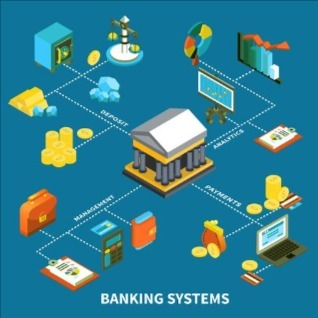 DEPOSIT
ANALYTICS
MANAGEMENT
PAYMENTS
BANKING SYSTEMS